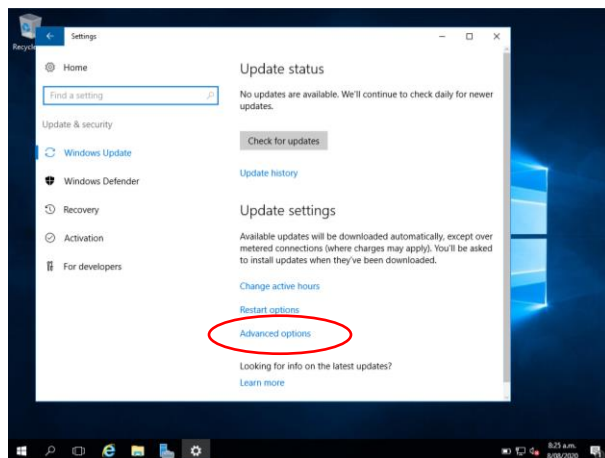 Recycle
Settings
Home
Find a setting
Update & security
Windows Update
Windows Defender
Recovery
Activation
For developers
Update status
No updates are available. We'll continue to check daily for newer
updates.
Check for updates
Update history
Update settings
Available updates will be downloaded automatically, except over
metered connections (where charges may apply). You'll be asked
to install updates when they've been downloaded.
Change active hours
Restart options
Advanced options
Looking for info on the latest updates?
Learn more
8:25 a.m.
8/08/2020